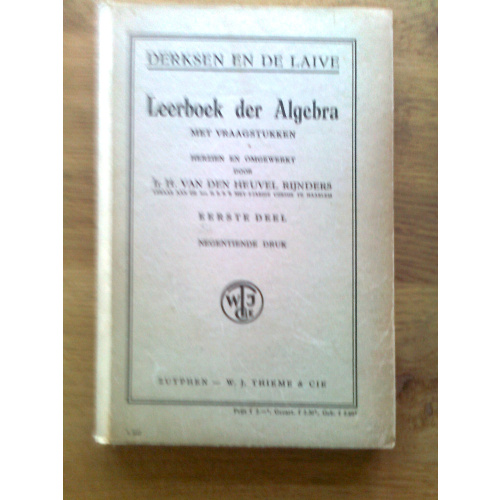 DERKSEN EN DE LAIVE
Leerboek der Algebra
MET VRAAGSTUKKEN
HERZIEN EN OMGEWERKT
DOOR
VAN DEN HEUVEL RIJNDERS
EERSTE DEEL
NEGENTIENDE DRUK
W J
CIE
ZUTPHEN — W. J. THIEME & CIE